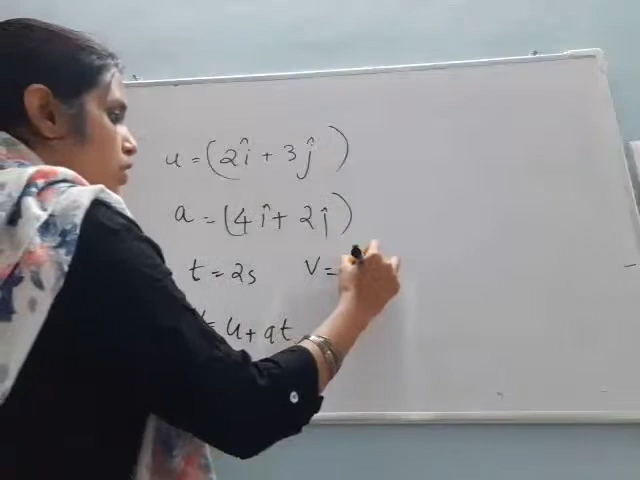 u = (2î + 3ĵ)
a = (4î + 2ĵ)
t = 2s V =
= u + at